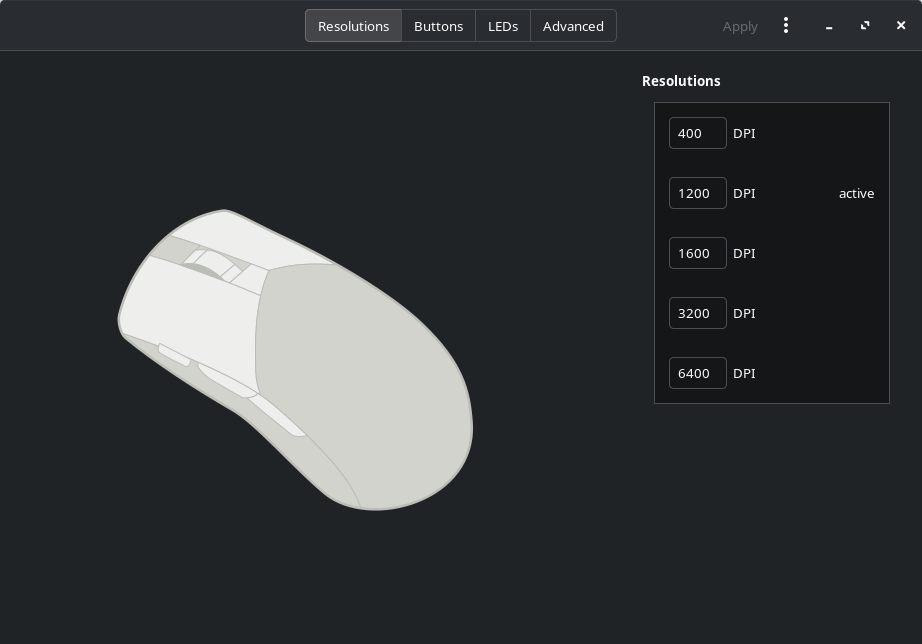 Resolutions Buttons LEDs Advanced Apply
Resolutions
400 DPI
1200 DPI active
1600 DPI
3200 DPI
6400 DPI